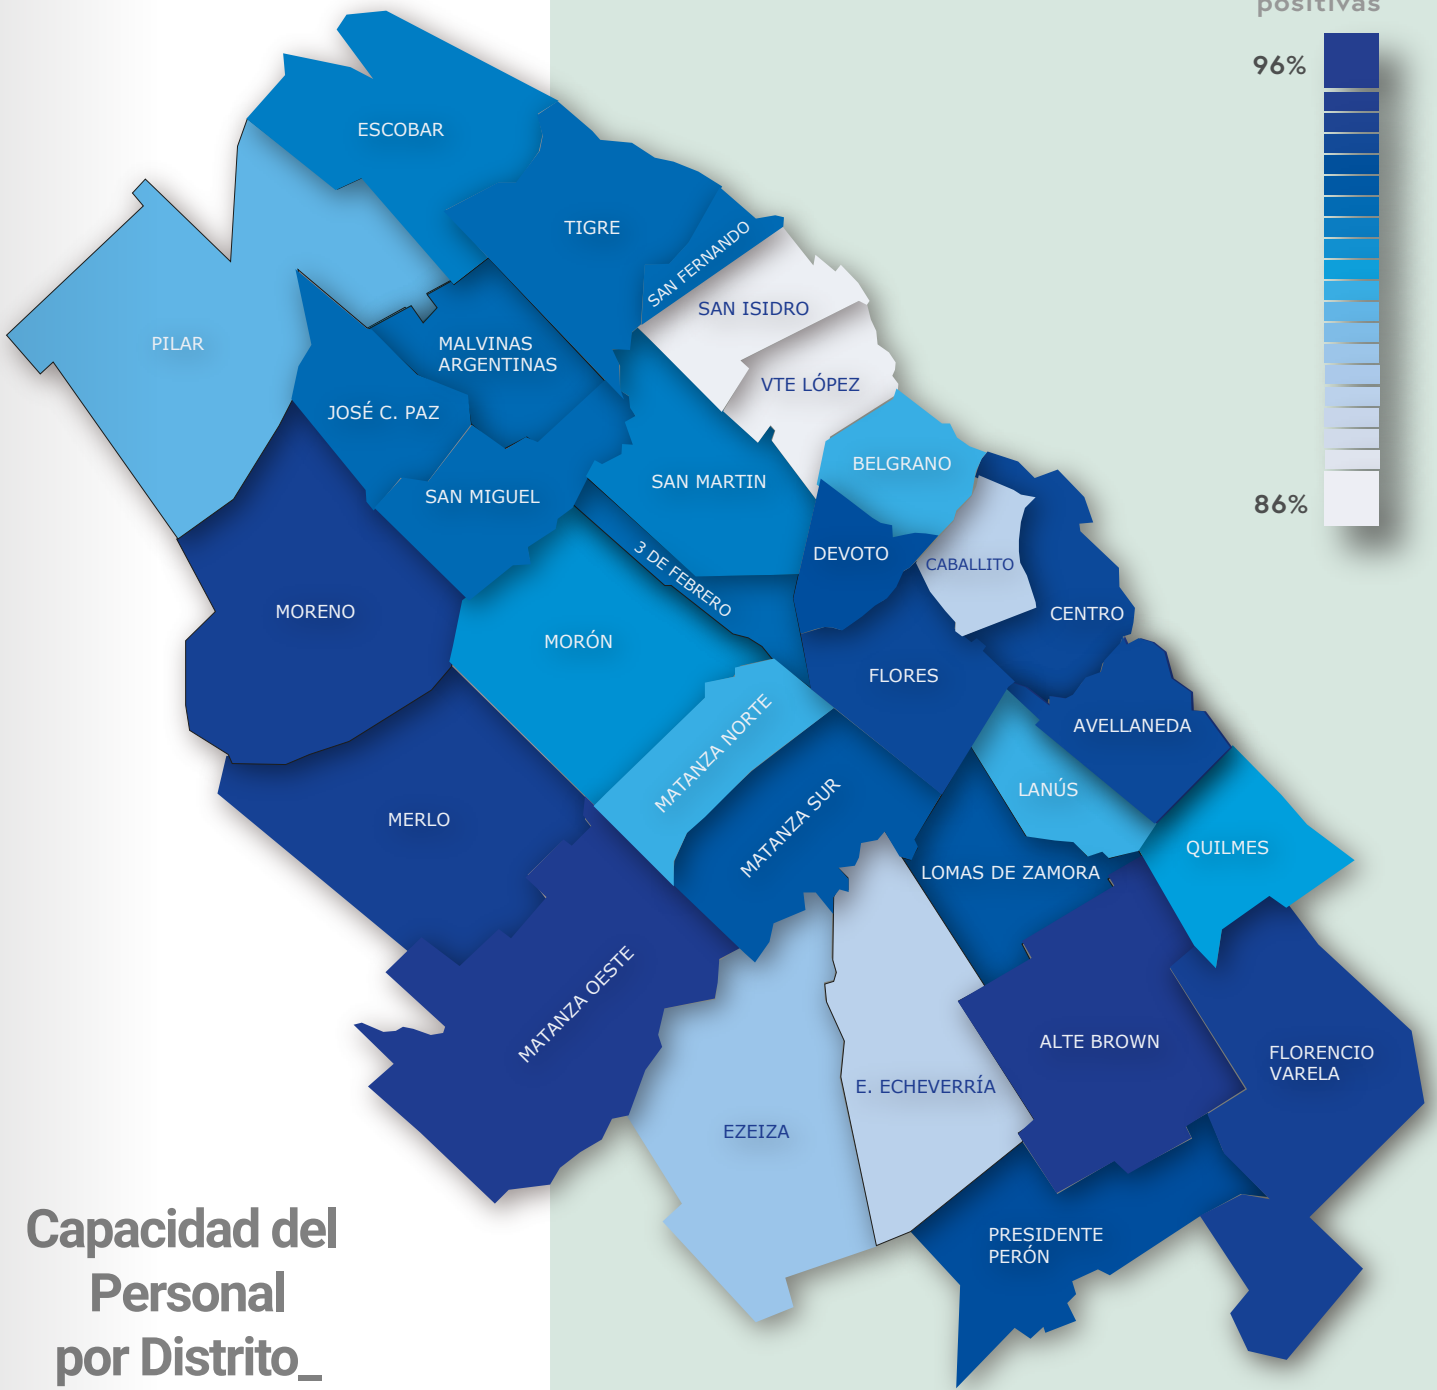 positivas
96%
ESCOBAR
TIGRE
SAN FERNANDO
SAN ISIDRO
PILAR
MALVINAS
ARGENTINAS
VTE LÓPEZ
JOSÉ C. PAZ
BELGRANO
SAN MARTIN
SAN MIGUEL
86%
3 DE FEBRERO
DEVOTO
CABALLITO
MORENO
CENTRO
MORÓN
FLORES
AVELLANEDA
MATANZA NORTE
LANÚS
MERLO
MATANZA SUR
QUILMES
LOMAS DE ZAMORA
MATANZA OESTE
ALTE BROWN
FLORENCIO
VARELA
E. ECHEVERRÍA
EZEIZA
PRESIDENTE
PERÓN
Capacidad del
Personal
por Distrito_